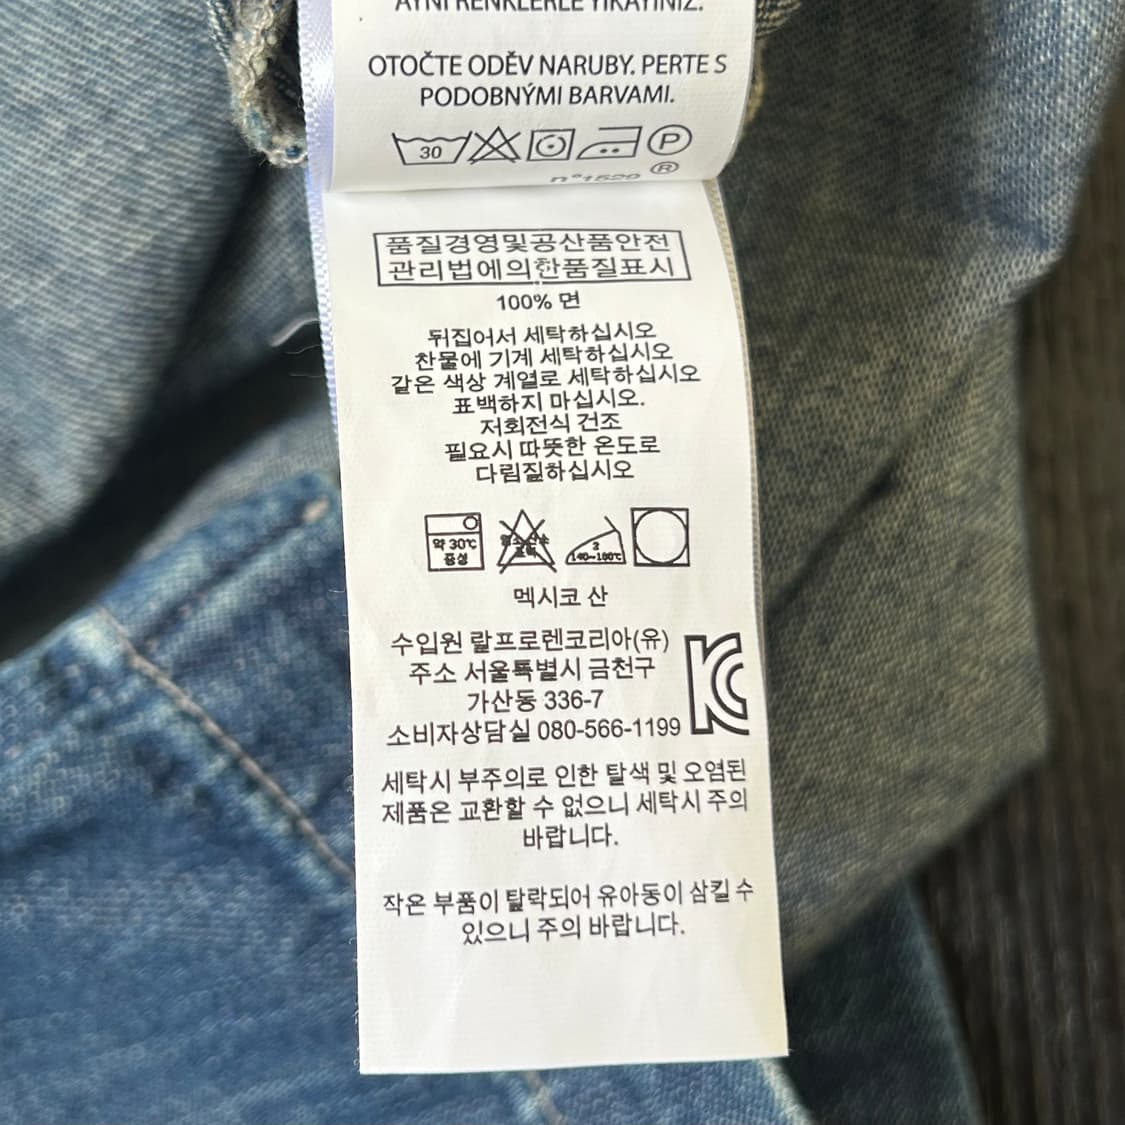 AYNI RENKLERLE YIKAYINIZ.
OTOČTE ODĚV NARUBY. PERTE S
PODOBNÝMI BARVAMI.
30 P
n°1529 ®
품질경영및공산품안전
관리법에의한품질표시
100% 면
뒤집어서 세탁하십시오
찬물에 기계 세탁하십시오
같은 색상 계열로 세탁하십시오
표백하지 마십시오.
저회전식 건조
필요시 따뜻한 온도로
다림질하십시오
약 30℃ 2
중성 140~160℃
멕시코 산
수입원 랄프로렌코리아(유)
주소 서울특별시 금천구
가산동 336-7
소비자상담실 080-566-1199
세탁시 부주의로 인한 탈색 및 오염된
제품은 교환할 수 없으니 세탁시 주의
바랍니다.
작은 부품이 탈락되어 유아동이 삼킬 수
있으니 주의 바랍니다.